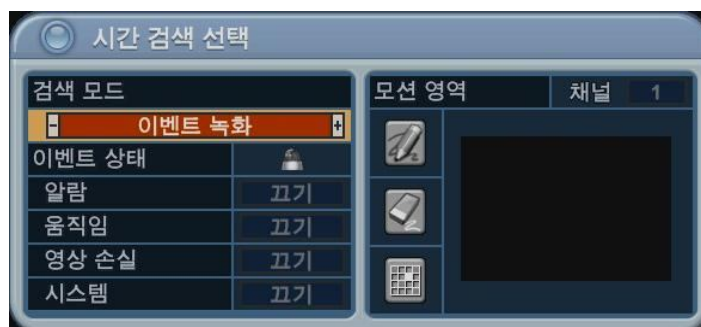 시간 검색 선택
검색 모드
- 이벤트 녹화 +
이벤트 상태
알람 끄기
움직임 끄기
영상 손실 끄기
시스템 끄기
모션 영역 채널 1